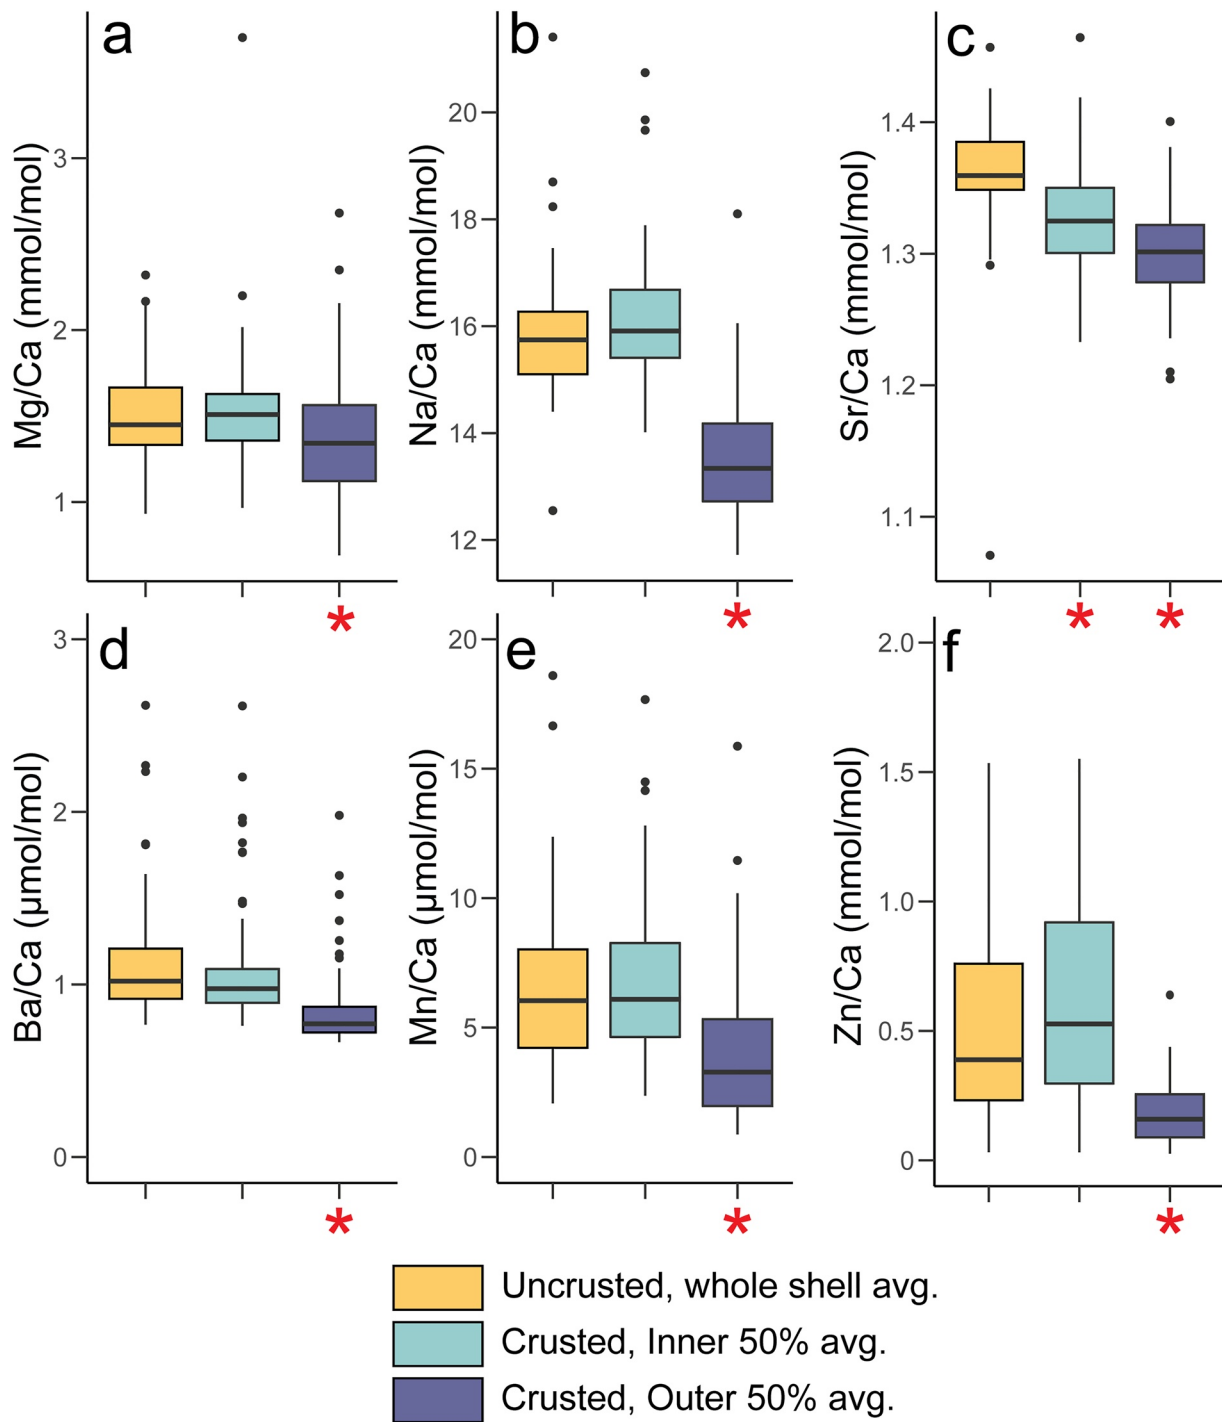 a
b
c
Mg/Ca (mmol/mol)
3
2
1
Na/Ca (mmol/mol)
20
18
16
14
12
Sr/Ca (mmol/mol)
1.4
1.3
1.2
1.1
*
*
*
*
d
e
f
Ba/Ca (µmol/mol)
3
2
1
0
Mn/Ca (µmol/mol)
20
15
10
5
0
Zn/Ca (mmol/mol)
2.0
1.5
1.0
0.5
0
*
*
*
Uncrusted, whole shell avg.
Crusted, Inner 50% avg.
Crusted, Outer 50% avg.